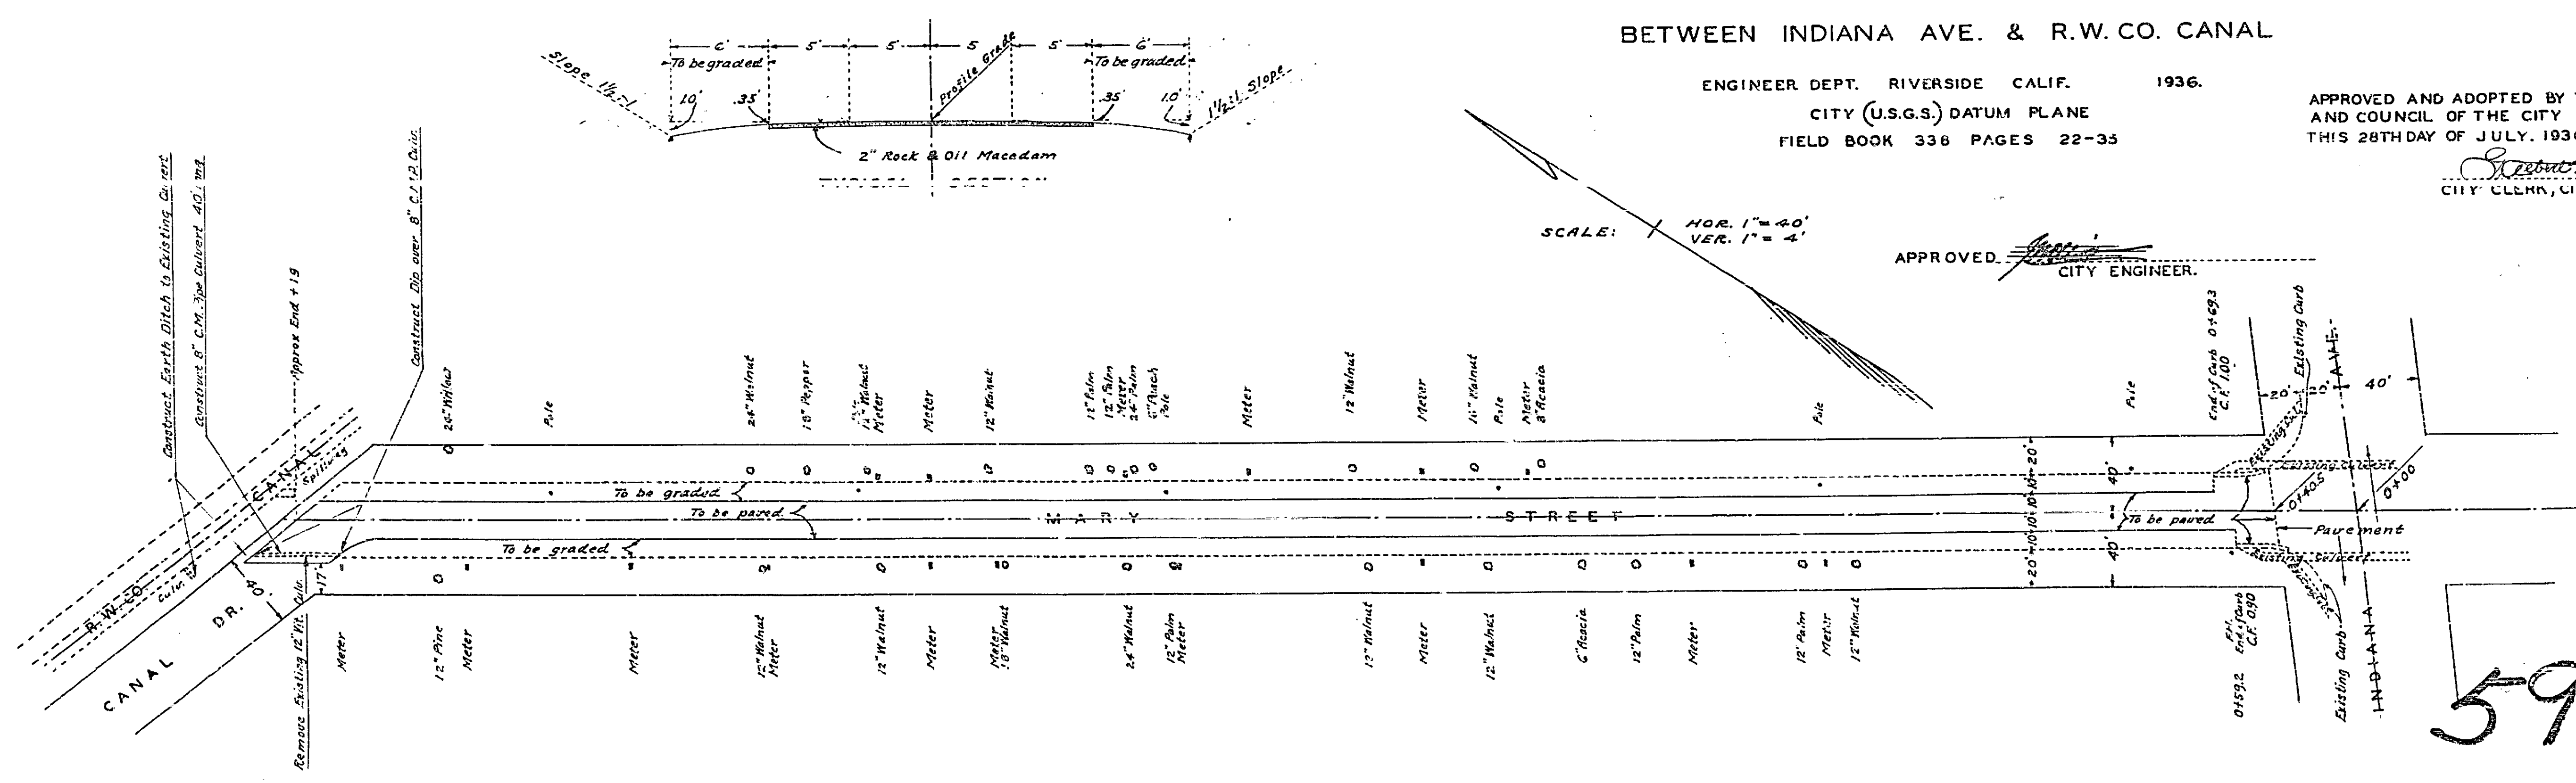 BETWEEN INDIANA AVE. & R.W. CO. CANAL
ENGINEER DEPT. RIVERSIDE CALIF. 1936.
CITY (U.S.G.S.) DATUM PLANE
FIELD BOOK 336 PAGES 22-35
APPROVED AND ADOPTED BY
AND COUNCIL OF THE CITY
THIS 28TH DAY OF JULY. 193
CITY CLERK, CI
SCALE:
HOR. 1"= 40'
VER. 1"= 4'
APPROVED
CITY ENGINEER.
6' 5' 5' 5 5' 6'
To be graded
To be graded
Slope 1½:1
1.0'
.35'
Profile Grade
.35'
1.0'
1½:1 Slope
2" Rock & Oil Macadam
TYPICAL SECTION
Construct Earth Ditch to Existing Culvert
Construct 8" C.M. Pipe Culvert 40' long
Approx End + 19
Construct Dip over 8" C.I.P. Culv.
24" Willow
Pole
24" Walnut
18" Pepper
12" Walnut
Meter
Meter
12" Walnut
12" Palm
12" Palm
Meter
24" Palm
6" Peach
Pole
Meter
12" Walnut
Meter
16" Walnut
Pole
Meter
8" Acacia
Pole
Pole
End of Curb 0+69.3
C.F. 1.00
Existing Curb
AVE.
20' 20' 40'
CANAL
Spillway
To be graded
To be paved
To be graded
MARY STREET
20' 10' 10' 10' 10' 20'
40'
40'
To be paved
Existing Culvert
0+40.5
0+00
Pavement
Existing Culvert
R.W. CO.
Culv.
CANAL DR.
40'
17'
Remove Existing 12" Vit. Culv.
Meter
12" Pine
Meter
Meter
12" Walnut
Meter
12" Walnut
Meter
Meter
18" Walnut
24" Walnut
12" Palm
Meter
12" Walnut
Meter
12" Walnut
6" Acacia
12" Palm
Meter
12" Palm
Meter
12" Walnut
F.H.
End of Curb
C.F. 0.90
0+59.2
Existing Curb
INDIANA
59